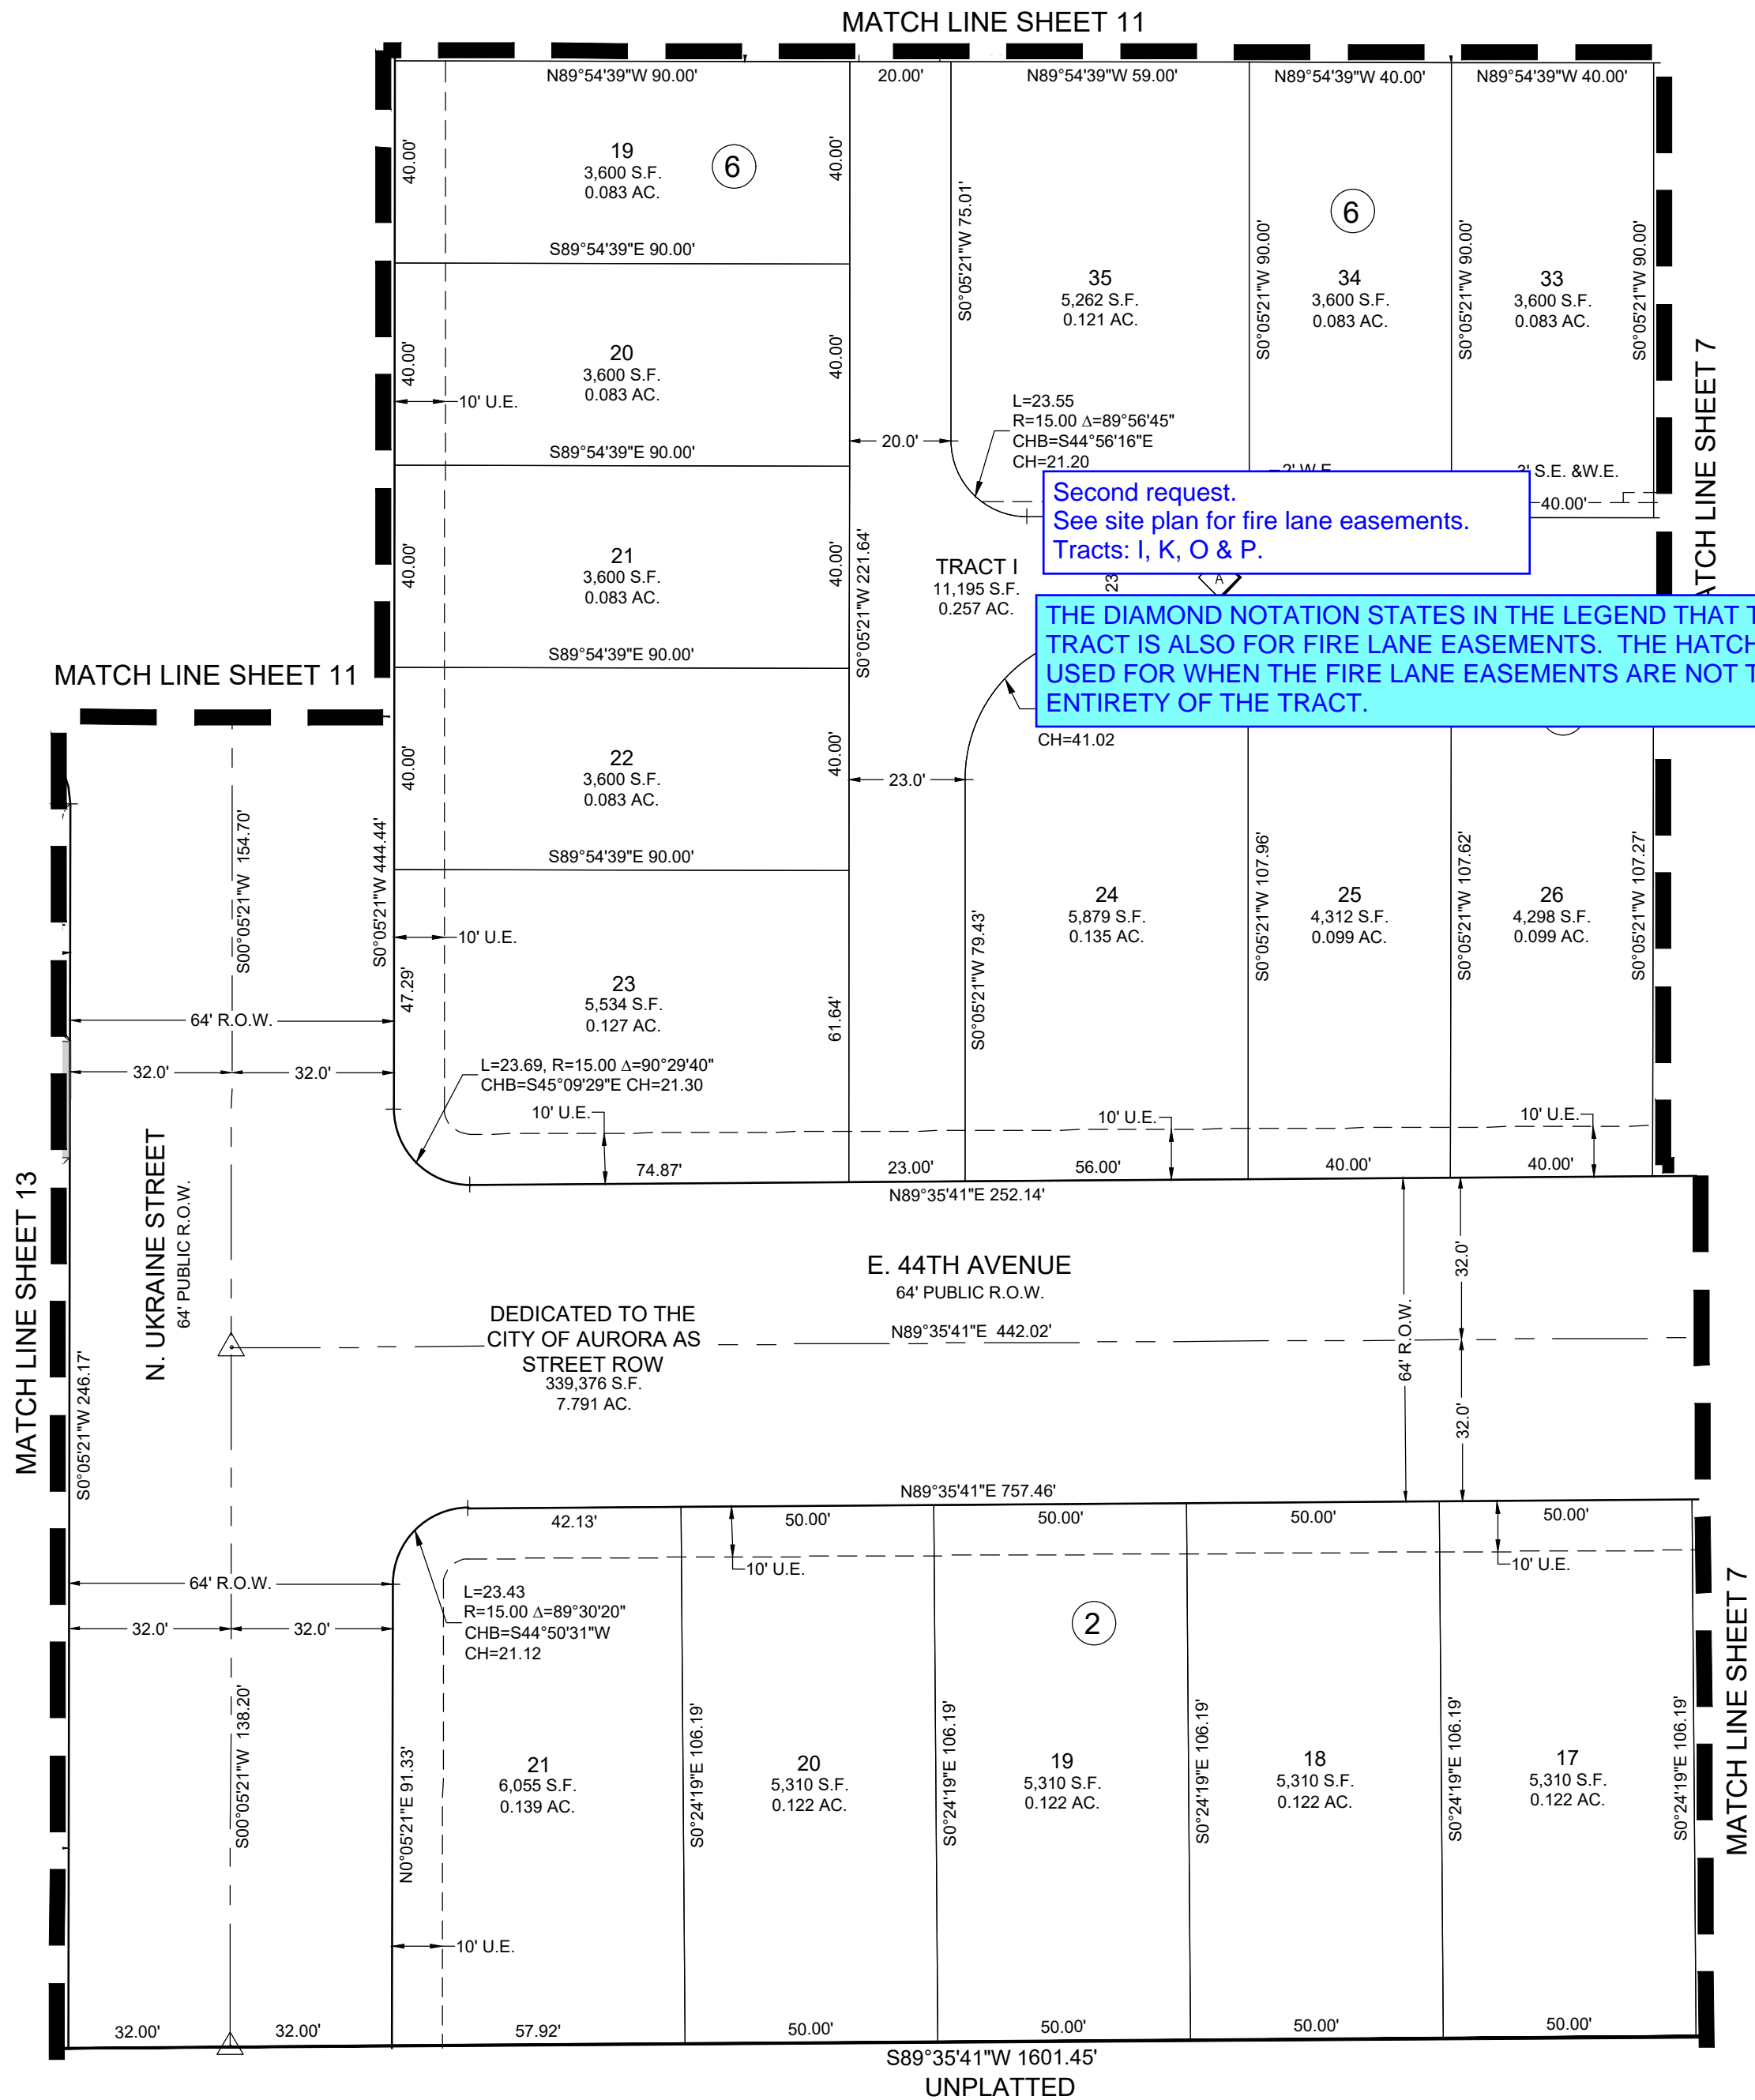 MATCH LINE SHEET 11
N89°54'39"W 90.00'
20.00'
N89°54'39"W 59.00'
N89°54'39"W 40.00'
N89°54'39"W 40.00'
40.00'
19
3,600 S.F.
0.083 AC.
6
40.00'
S0°05'21"W 75.01'
35
5,262 S.F.
0.121 AC.
S0°05'21"W 90.00'
6
34
3,600 S.F.
0.083 AC.
S0°05'21"W 90.00'
33
3,600 S.F.
0.083 AC.
S0°05'21"W 90.00'
S89°54'39"E 90.00'
40.00'
20
3,600 S.F.
0.083 AC.
40.00'
10' U.E.
S89°54'39"E 90.00'
20.0'
L=23.55
R=15.00 Δ=89°56'45"
CHB=S44°56'16"E
CH=21.20
2' W.E.
S.E. &W.E.
40.00'
Second request.
See site plan for fire lane easements.
Tracts: I, K, O & P.
ATCH LINE SHEET 7
40.00'
21
3,600 S.F.
0.083 AC.
40.00'
S0°05'21"W 221.64'
TRACT I
11,195 S.F.
0.257 AC.
23
A
THE DIAMOND NOTATION STATES IN THE LEGEND THAT
TRACT IS ALSO FOR FIRE LANE EASEMENTS. THE HATCH
USED FOR WHEN THE FIRE LANE EASEMENTS ARE NOT
ENTIRETY OF THE TRACT.
CH=41.02
S89°54'39"E 90.00'
MATCH LINE SHEET 11
40.00'
22
3,600 S.F.
0.083 AC.
40.00'
23.0'
S89°54'39"E 90.00'
S00°05'21"W 154.70'
S0°05'21"W 444.44'
10' U.E.
47.29'
23
5,534 S.F.
0.127 AC.
61.64'
S0°05'21"W 79.43'
24
5,879 S.F.
0.135 AC.
S0°05'21"W 107.96'
25
4,312 S.F.
0.099 AC.
S0°05'21"W 107.62'
26
4,298 S.F.
0.099 AC.
S0°05'21"W 107.27'
64' R.O.W.
32.0'
32.0'
L=23.69, R=15.00 Δ=90°29'40"
CHB=S45°09'29"E CH=21.30
10' U.E.
10' U.E.
10' U.E.
74.87'
23.00'
56.00'
40.00'
40.00'
N89°35'41"E 252.14'
MATCH LINE SHEET 13
N. UKRAINE STREET
64' PUBLIC R.O.W.
S0°05'21"W 246.17'
E. 44TH AVENUE
64' PUBLIC R.O.W.
DEDICATED TO THE
CITY OF AURORA AS
STREET ROW
339,376 S.F.
7.791 AC.
N89°35'41"E 442.02'
64' R.O.W.
32.0'
32.0'
N89°35'41"E 757.46'
42.13'
50.00'
50.00'
50.00'
50.00'
10' U.E.
10' U.E.
64' R.O.W.
32.0'
32.0'
L=23.43
R=15.00 Δ=89°30'20"
CHB=S44°50'31"W
CH=21.12
2
MATCH LINE SHEET 7
S00°05'21"W 138.20'
N0°05'21"E 91.33'
21
6,055 S.F.
0.139 AC.
S0°24'19"E 106.19'
20
5,310 S.F.
0.122 AC.
S0°24'19"E 106.19'
19
5,310 S.F.
0.122 AC.
S0°24'19"E 106.19'
18
5,310 S.F.
0.122 AC.
S0°24'19"E 106.19'
17
5,310 S.F.
0.122 AC.
S0°24'19"E 106.19'
10' U.E.
32.00'
32.00'
57.92'
50.00'
50.00'
50.00'
50.00'
S89°35'41"W 1601.45'
UNPLATTED